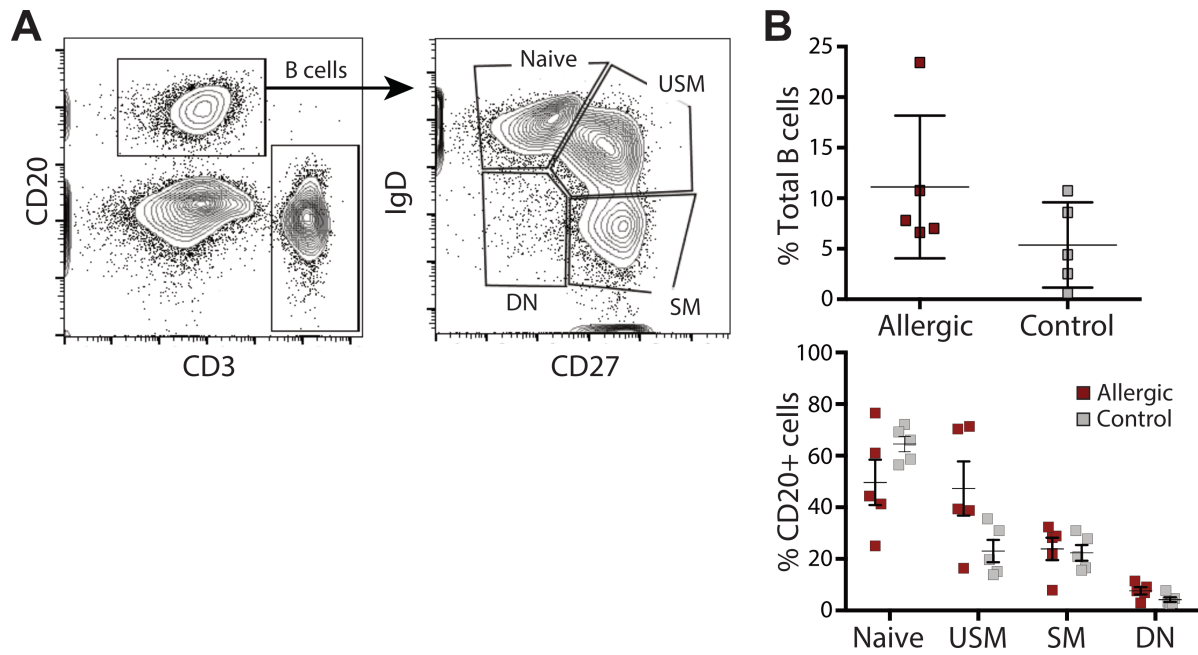 A
B cells
CD20
CD3
Naive
USM
IgD
DN
SM
CD27
B
% Total B cells
25
20
15
10
5
0
Allergic
Control
% CD20+ cells
100
80
60
40
20
0
Allergic
Control
Naive
USM
SM
DN